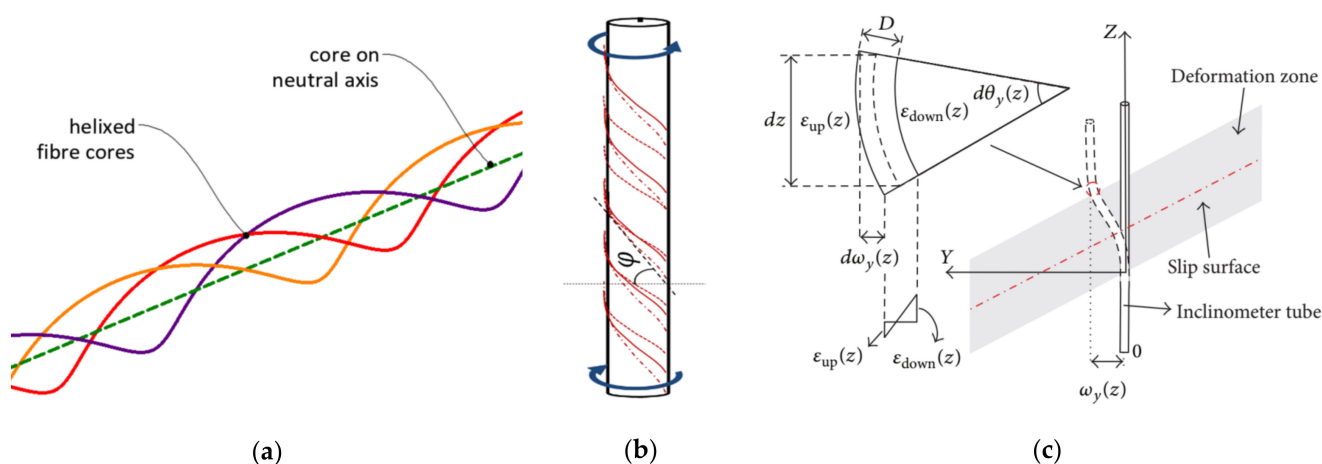 core on
neutral axis
helixed
fibre cores
(a)
φ
(b)
D
dz
ε_up(z)
ε_down(z)
dθ_y(z)
dω_y(z)
ε_up(z)
ε_down(z)
Z
Deformation zone
Y
Slip surface
Inclinometer tube
0
ω_y(z)
(c)